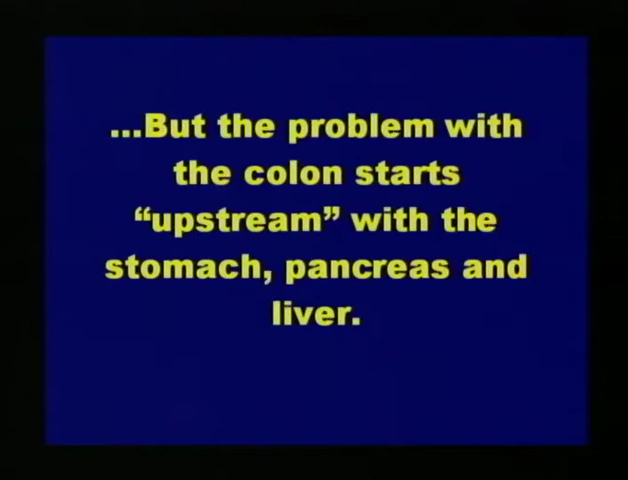 ...But the problem with
the colon starts
“upstream” with the
stomach, pancreas and
liver.